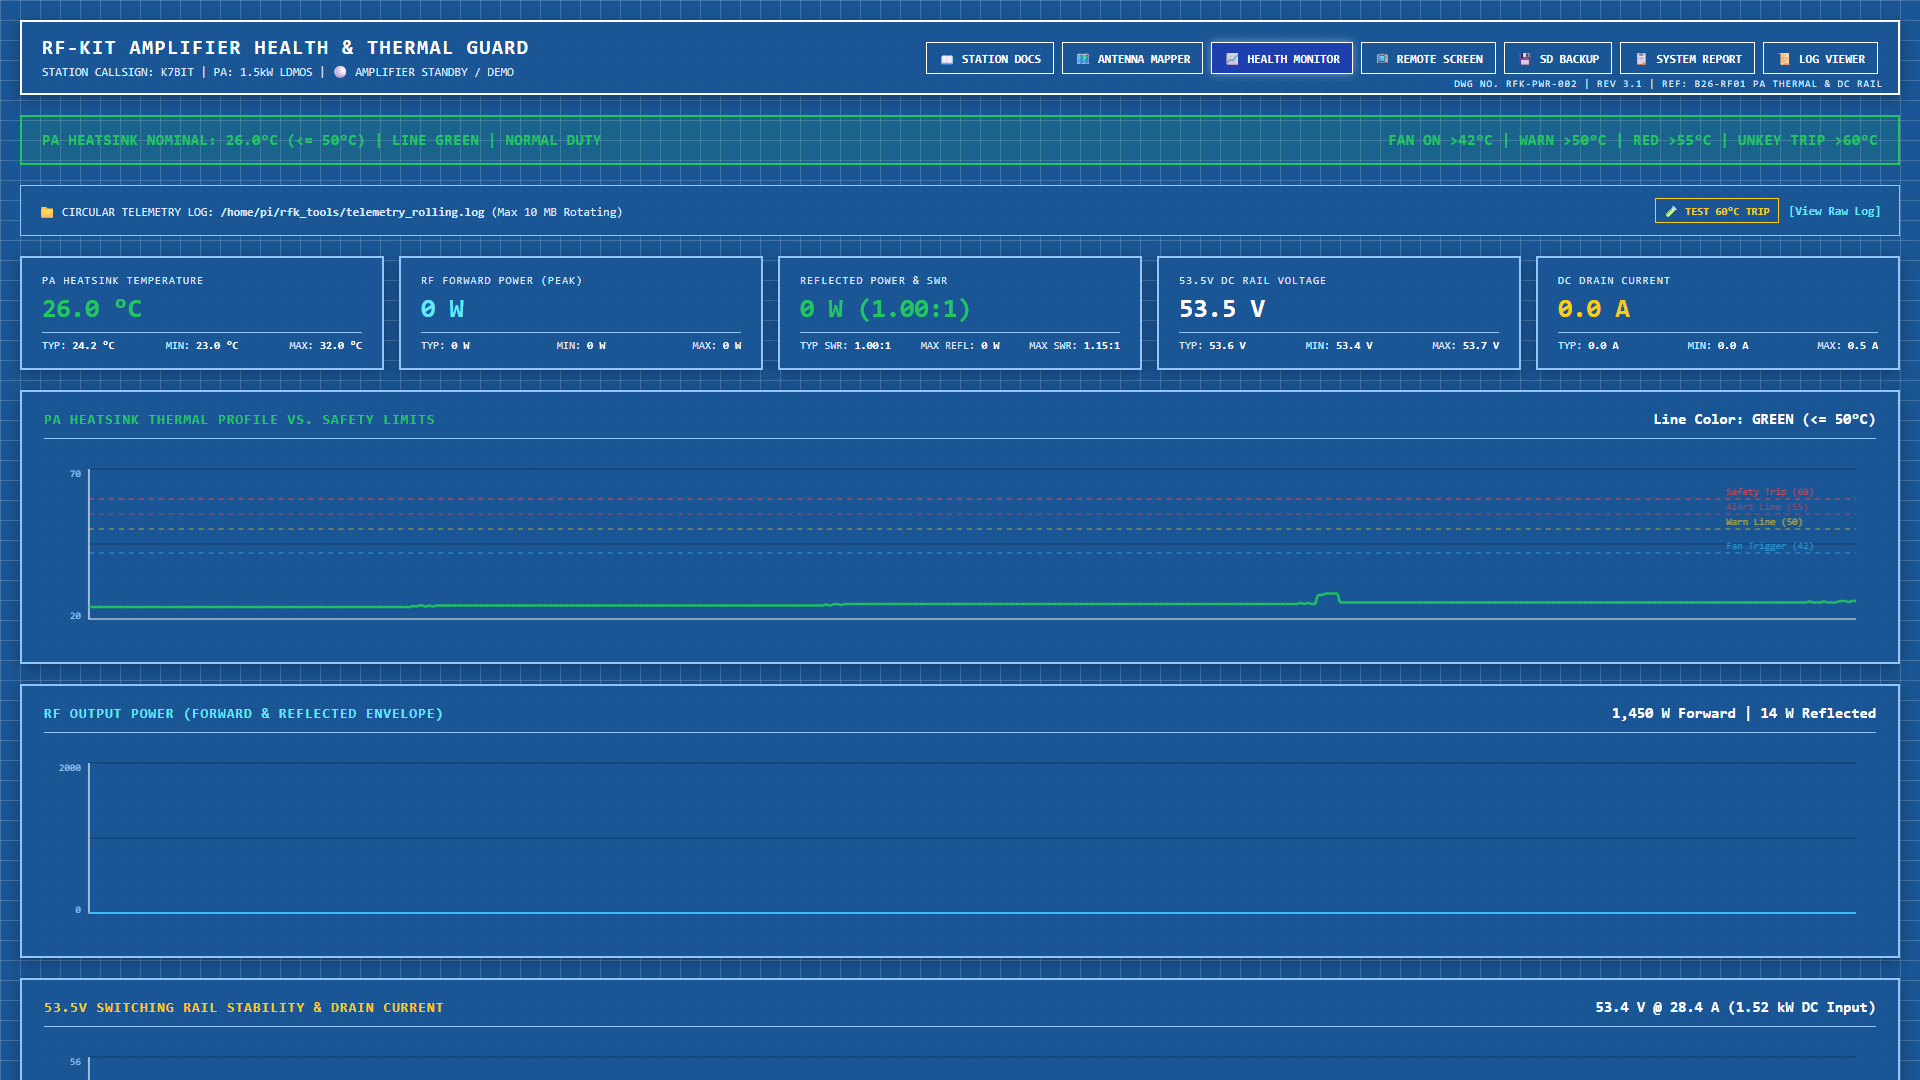 RF-KIT AMPLIFIER HEALTH & THERMAL GUARD
STATION CALLSIGN: K7BIT | PA: 1.5kW LDMOS | AMPLIFIER STANDBY / DEMO
STATION DOCS
ANTENNA MAPPER
HEALTH MONITOR
REMOTE SCREEN
SD BACKUP
SYSTEM REPORT
LOG VIEWER
DWG NO. RFK-PWR-002 | REV 3.1 | REF: B26-RF01 PA THERMAL & DC RAIL
PA HEATSINK NOMINAL: 26.0°C (<= 50°C) | LINE GREEN | NORMAL DUTY
FAN ON >42°C | WARN >50°C | RED >55°C | UNKEY TRIP >60°C
CIRCULAR TELEMETRY LOG: /home/pi/rfk_tools/telemetry_rolling.log (Max 10 MB Rotating)
TEST 60°C TRIP
[View Raw Log]
PA HEATSINK TEMPERATURE
26.0 °C
TYP: 24.2 °C MIN: 23.0 °C MAX: 32.0 °C
RF FORWARD POWER (PEAK)
0 W
TYP: 0 W MIN: 0 W MAX: 0 W
REFLECTED POWER & SWR
0 W (1.00:1)
TYP SWR: 1.00:1 MAX REFL: 0 W MAX SWR: 1.15:1
53.5V DC RAIL VOLTAGE
53.5 V
TYP: 53.6 V MIN: 53.4 V MAX: 53.7 V
DC DRAIN CURRENT
0.0 A
TYP: 0.0 A MIN: 0.0 A MAX: 0.5 A
PA HEATSINK THERMAL PROFILE VS. SAFETY LIMITS
Line Color: GREEN (<= 50°C)
70
Safety Trip (60)
Alert Line (55)
Warn Line (50)
Fan Trigger (42)
20
RF OUTPUT POWER (FORWARD & REFLECTED ENVELOPE)
1,450 W Forward | 14 W Reflected
2000
0
53.5V SWITCHING RAIL STABILITY & DRAIN CURRENT
53.4 V @ 28.4 A (1.52 kW DC Input)
56